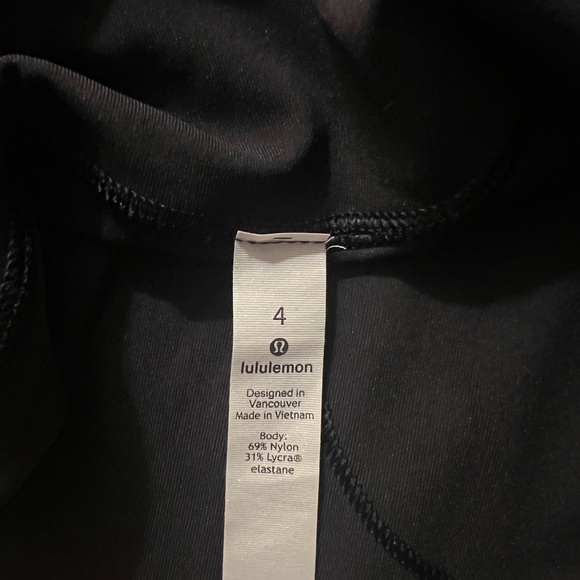 4
lululemon
Designed in
Vancouver
Made in Vietnam
Body:
69% Nylon
31% Lycra®
elastane